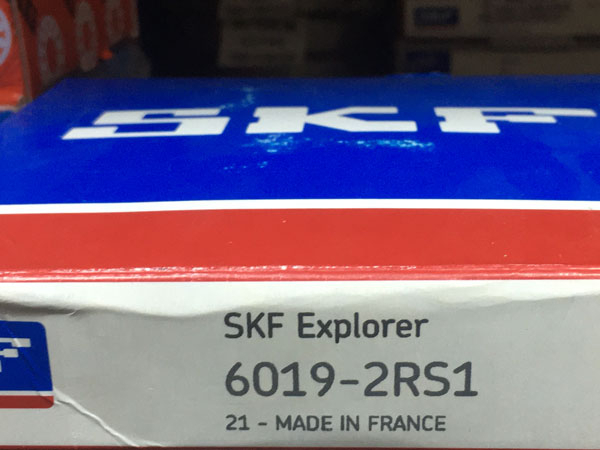 SKF
SKF Explorer
6019-2RS1
21 - MADE IN FRANCE